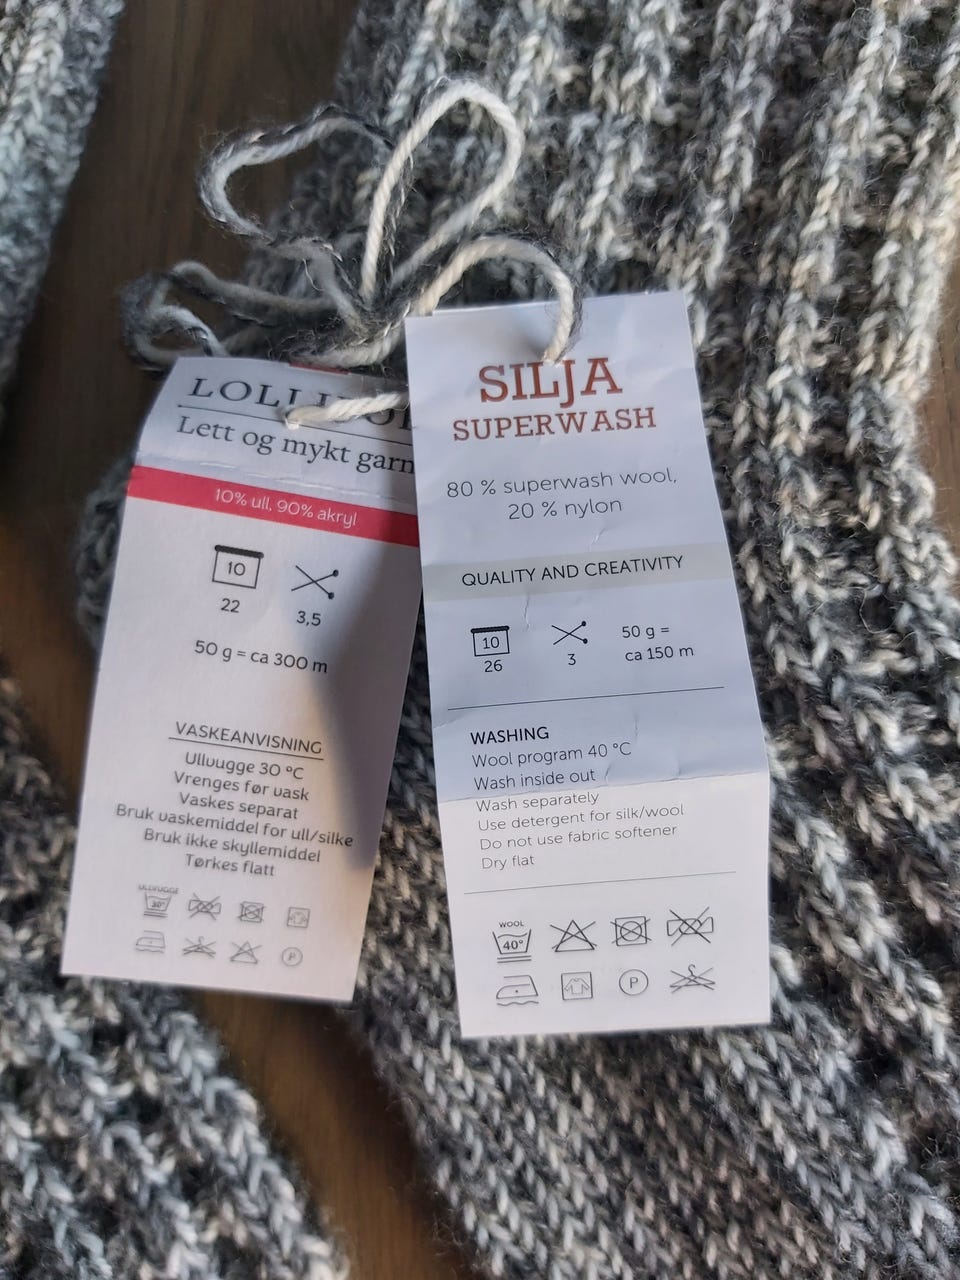 Lett og mykt garn
10% ull, 90% akryl
10
22
3,5
50 g = ca 300 m
VASKEANVISNING
Ullvugge 30 °C
Vrenges før vask
Vaskes separat
Bruk vaskemiddel for ull/silke
Bruk ikke skyllemiddel
Tørkes flatt
ULLVUGGE
30°
P
SILJA
SUPERWASH
80 % superwash wool,
20 % nylon
QUALITY AND CREATIVITY
10
26
3
50 g =
ca 150 m
WASHING
Wool program 40 °C
Wash inside out
Wash separately
Use detergent for silk/wool
Do not use fabric softener
Dry flat
WOOL
40°
P